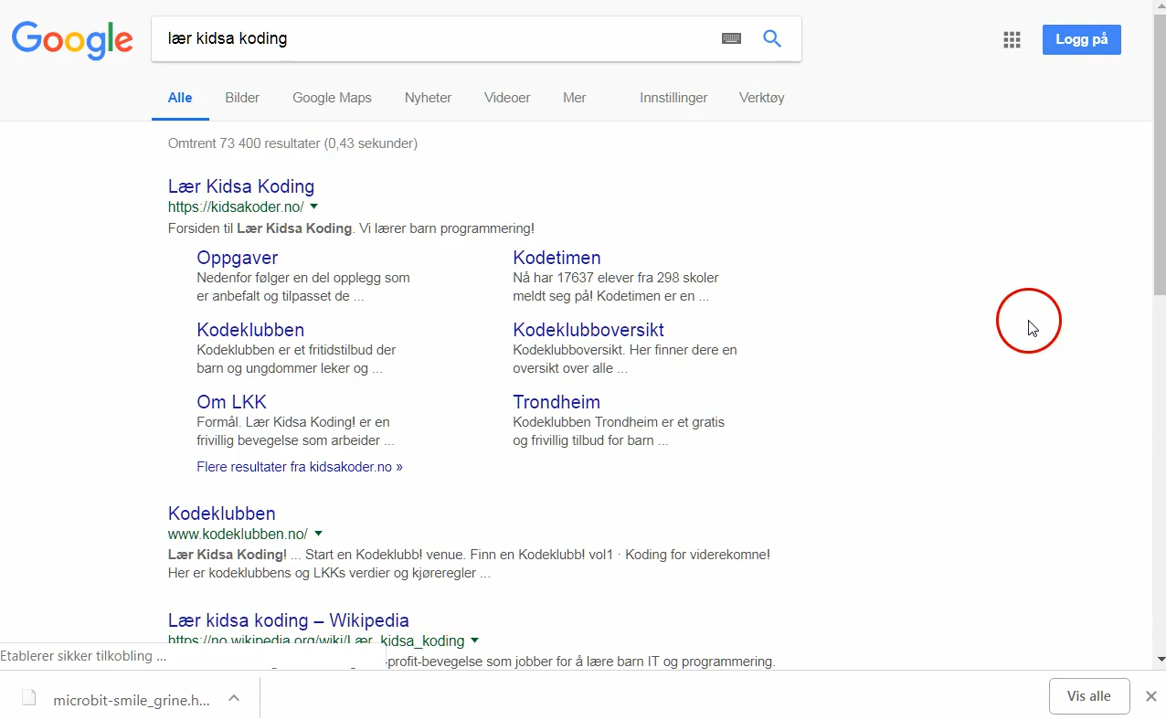 Google
lær kidsa koding
Logg på
Alle Bilder Google Maps Nyheter Videoer Mer Innstillinger Verktøy
Omtrent 73 400 resultater (0,43 sekunder)
Lær Kidsa Koding
https://kidsakoder.no/
Forsiden til Lær Kidsa Koding. Vi lærer barn programmering!
Oppgaver
Nedenfor følger en del opplegg som
er anbefalt og tilpasset de ...
Kodetimen
Nå har 17637 elever fra 298 skoler
meldt seg på! Kodetimen er en ...
Kodeklubben
Kodeklubben er et fritidstilbud der
barn og ungdommer leker og ...
Kodeklubboversikt
Kodeklubboversikt. Her finner dere en
oversikt over alle ...
Om LKK
Formål. Lær Kidsa Koding! er en
frivillig bevegelse som arbeider ...
Trondheim
Kodeklubben Trondheim er et gratis
og frivillig tilbud for barn ...
Flere resultater fra kidsakoder.no »
Kodeklubben
www.kodeklubben.no/
Lær Kidsa Koding! ... Start en Kodeklubb! venue. Finn en Kodeklubb! vol1 · Koding for viderekomne!
Her er kodeklubbens og LKKs verdier og kjøreregler ...
Lær kidsa koding – Wikipedia
https://no.wikipedia.org/wiki/Lær_kidsa_koding
-profit-bevegelse som jobber for å lære barn IT og programmering.
Etablerer sikker tilkobling ...
microbit-smile_grine.h...
Vis alle